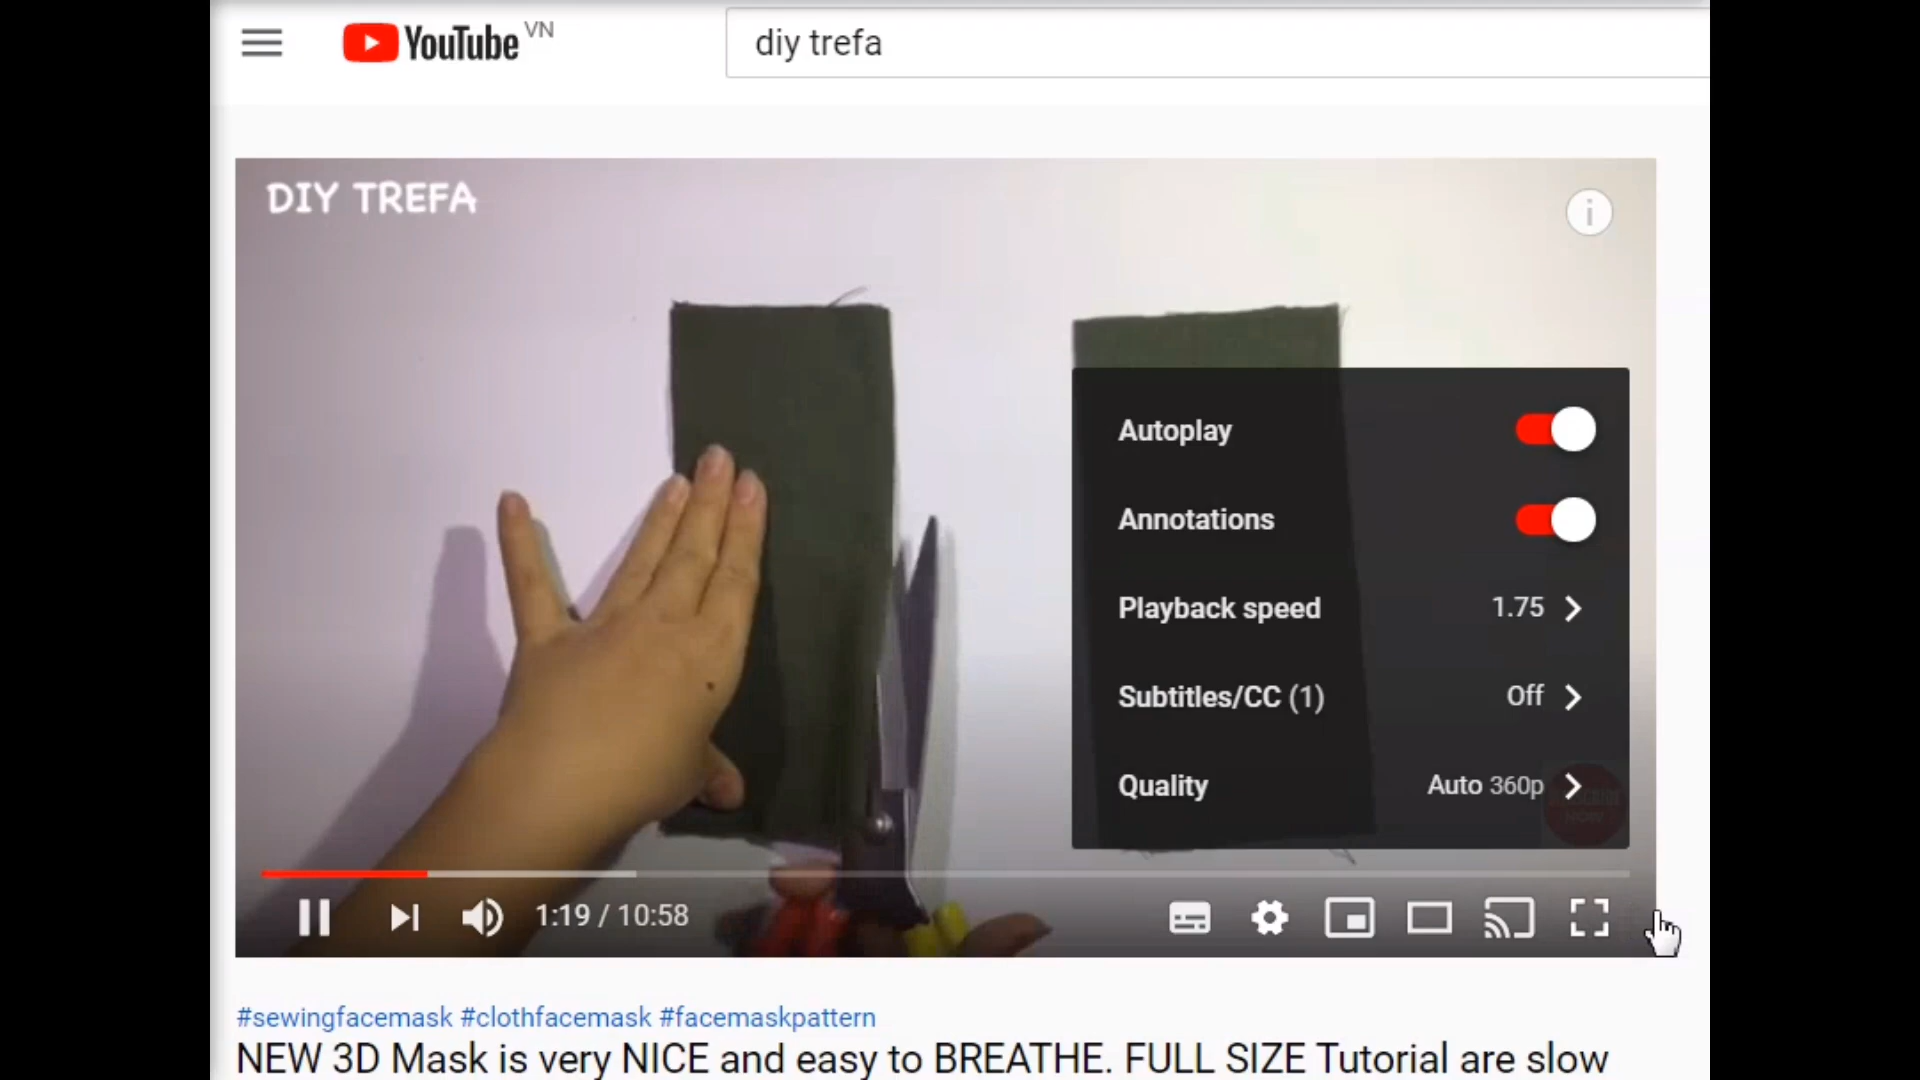 YouTube VN
diy trefa
DIY TREFA
Autoplay
Annotations
Playback speed 1.75
Subtitles/CC (1) Off
Quality Auto 360p
SUBSCRIBE
NOW
1:19 / 10:58
#sewingfacemask #clothfacemask #facemaskpattern
NEW 3D Mask is very NICE and easy to BREATHE. FULL SIZE Tutorial are slow